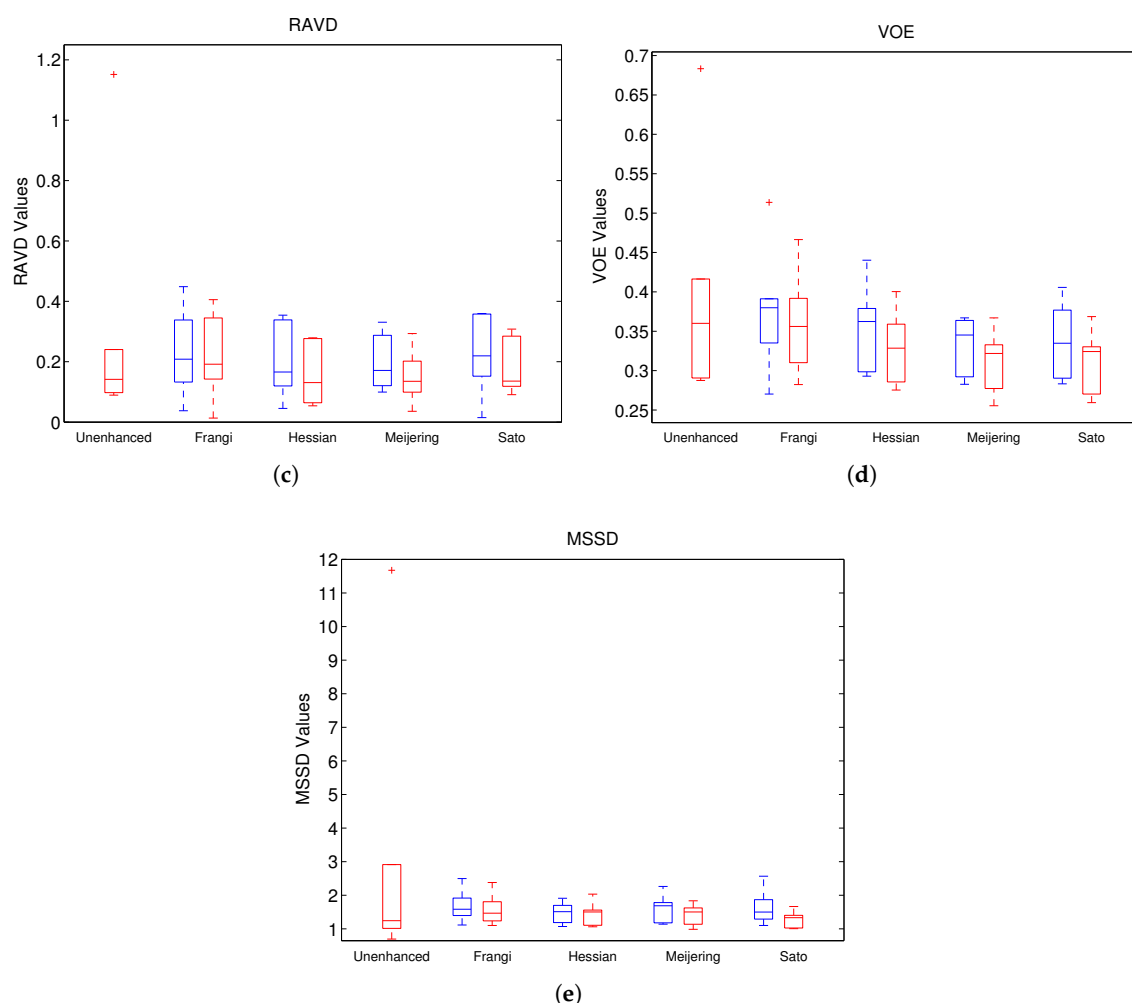 RAVD
1.2
1
0.8
0.6
0.4
0.2
0
RAVD Values
Unenhanced Frangi Hessian Meijering Sato
(c)
VOE
0.7
0.65
0.6
0.55
0.5
0.45
0.4
0.35
0.3
0.25
VOE Values
Unenhanced Frangi Hessian Meijering Sato
(d)
MSSD
12
11
10
9
8
7
6
5
4
3
2
1
MSSD Values
Unenhanced Frangi Hessian Meijering Sato
(e)